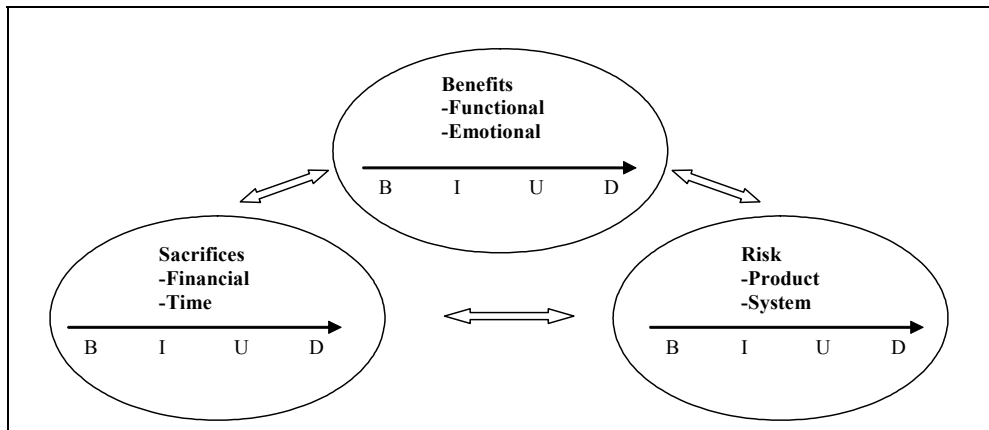 Benefits
-Functional
-Emotional
B I U D
Sacrifices
-Financial
-Time
B I U D
Risk
-Product
-System
B I U D